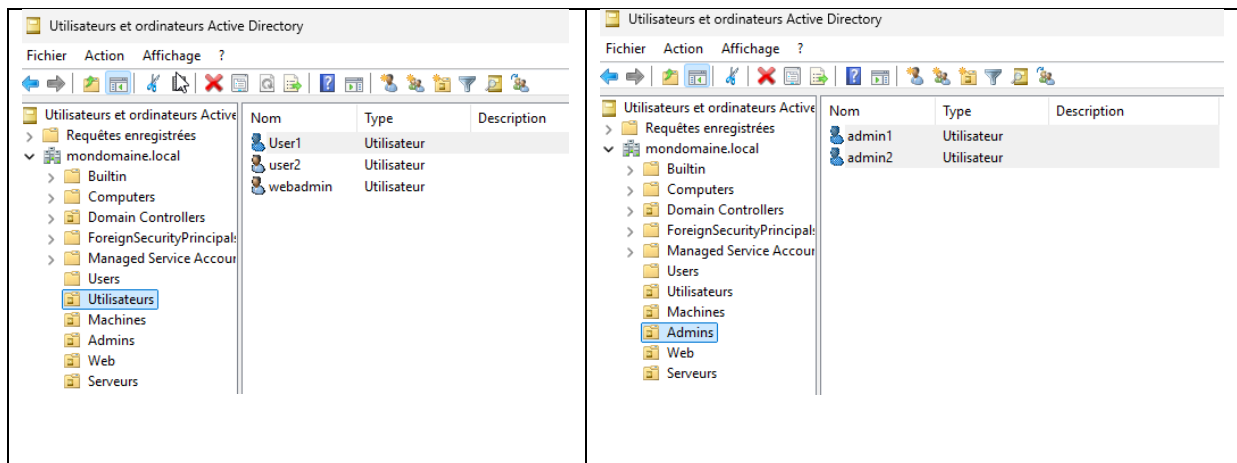 Utilisateurs et ordinateurs Active Directory
Fichier Action Affichage ?
Utilisateurs et ordinateurs Active
Requêtes enregistrées
mondomaine.local
Builtin
Computers
Domain Controllers
ForeignSecurityPrincipals
Managed Service Accour
Users
Utilisateurs
Machines
Admins
Web
Serveurs
Nom Type Description
User1 Utilisateur
user2 Utilisateur
webadmin Utilisateur
Utilisateurs et ordinateurs Active Directory
Fichier Action Affichage ?
Utilisateurs et ordinateurs Active
Requêtes enregistrées
mondomaine.local
Builtin
Computers
Domain Controllers
ForeignSecurityPrincipals
Managed Service Accour
Users
Utilisateurs
Machines
Admins
Web
Serveurs
Nom Type Description
admin1 Utilisateur
admin2 Utilisateur